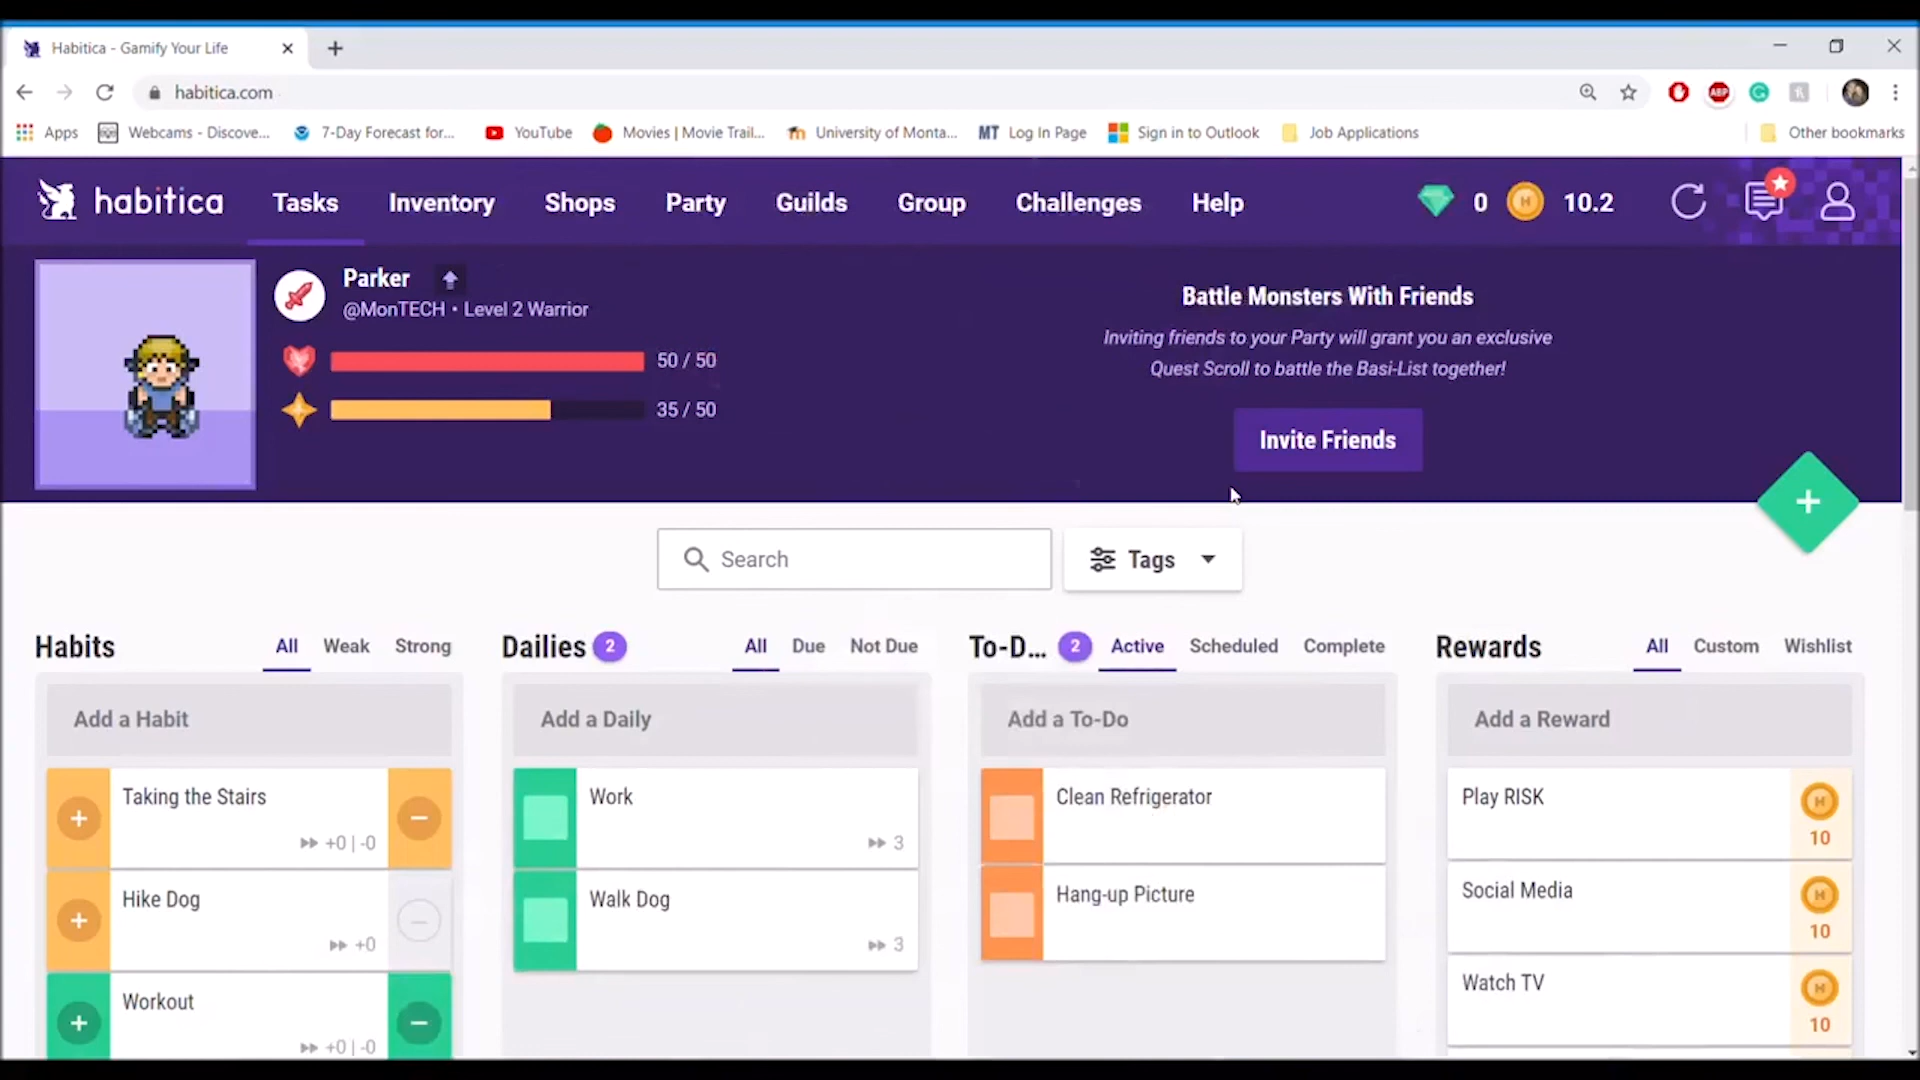 Habitica - Gamify Your Life
habitica.com
ABP
Apps
Webcams - Discove...
7-Day Forecast for...
YouTube
Movies | Movie Trail...
University of Monta...
MT Log In Page
Sign in to Outlook
Job Applications
Other bookmarks
habitica
Tasks
Inventory
Shops
Party
Guilds
Group
Challenges
Help
0
10.2
Parker
@MonTECH • Level 2 Warrior
50 / 50
35 / 50
Battle Monsters With Friends
Inviting friends to your Party will grant you an exclusive
Quest Scroll to battle the Basi-List together!
Invite Friends
Search
Tags
Habits
All
Weak
Strong
Add a Habit
Taking the Stairs
+0 | -0
Hike Dog
+0
Workout
+0 | -0
Dailies 2
All
Due
Not Due
Add a Daily
Work
3
Walk Dog
3
To-D... 2
Active
Scheduled
Complete
Add a To-Do
Clean Refrigerator
Hang-up Picture
Rewards
All
Custom
Wishlist
Add a Reward
Play RISK
10
Social Media
10
Watch TV
10